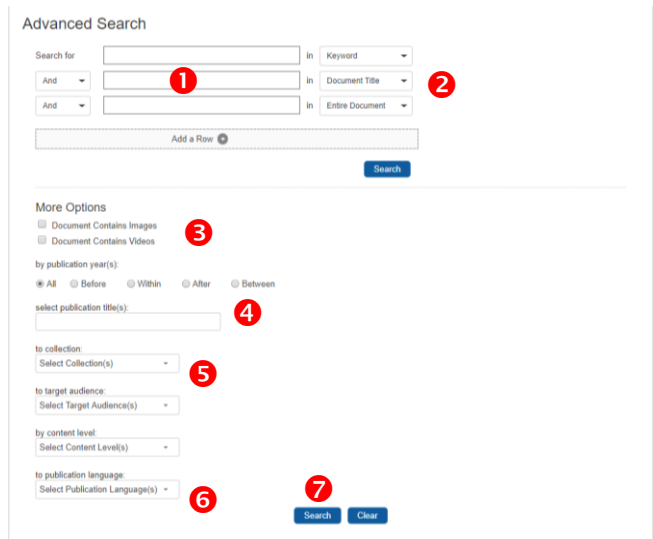 Advanced Search
Search for in Keyword
And 1 in Document Title 2
And in Entire Document
Add a Row
Search
More Options
Document Contains Images
3
Document Contains Videos
by publication year(s):
All Before Within After Between
select publication title(s):
4
to collection:
Select Collection(s)
5
to target audience:
Select Target Audience(s)
by content level:
Select Content Level(s)
to publication language:
Select Publication Language(s)
6
7
Search Clear